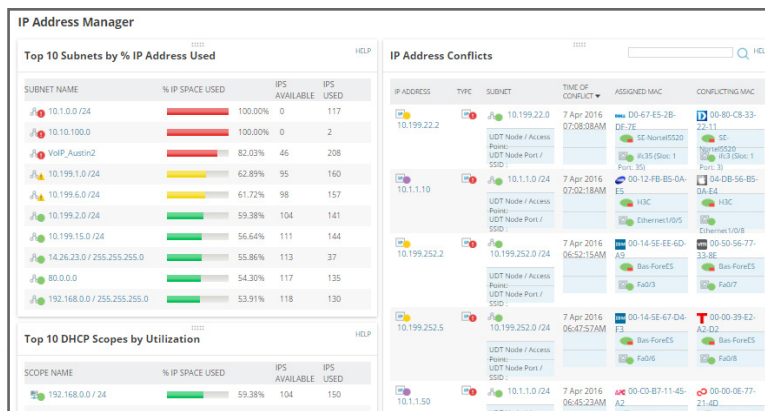 IP Address Manager
Top 10 Subnets by % IP Address Used
HELP
SUBNET NAME % IP SPACE USED IPS AVAILABLE IPS USED
10.1.0.0 /24 100.00% 0 117
10.10.100.0 100.00% 0 2
VoIP_Austin2 82.03% 46 208
10.199.1.0 /24 62.89% 95 160
10.199.6.0 /24 61.72% 98 157
10.199.2.0 /24 59.38% 104 141
10.199.15.0 /24 56.64% 111 144
14.26.23.0 / 255.255.255.0 55.86% 113 37
80.0.0.0 54.30% 117 135
192.168.0.0 / 255.255.255.0 53.91% 118 130
Top 10 DHCP Scopes by Utilization
HELP
SCOPE NAME % IP SPACE USED IPS AVAILABLE IPS USED
192.168.0.0 /24 59.38% 104 150
IP Address Conflicts
HEL
IP ADDRESS TYPE SUBNET TIME OF CONFLICT ASSIGNED MAC CONFLICTING MAC
10.199.22.2 10.199.22.0 7 Apr 2016 07:08:08AM D0-67-E5-2B-DE-7E 00-80-C8-33-22-11
UDT Node / Access Point: SE-Nortel5520 SE-Nortel5520
UDT Node Port / SSID : ifc35 (Slot: 1 Port: 35) ifc3 (Slot: 1 Port: 3)
10.1.1.10 10.1.1.0 /24 7 Apr 2016 07:02:18AM 00-12-FB-B5-0A-E5 04-DB-56-B5-0A-E4
UDT Node / Access Point: H3C H3C
UDT Node Port / SSID : Ethernet1/0/5 Ethernet1/0/8
10.199.252.2 10.199.252.0 /24 7 Apr 2016 06:52:15AM 00-14-5E-EE-6D-A9 00-50-56-77-33-8E
UDT Node / Access Point: Bas-ForeES Bas-ForeES
UDT Node Port / SSID : Fa0/3 Fa0/7
10.199.252.5 10.199.252.0 /24 7 Apr 2016 06:47:57AM 00-14-5E-67-D4-F3 00-00-39-E2-A2-D2
UDT Node / Access Point: Bas-ForeES Bas-ForeES
UDT Node Port / SSID : Fa0/6 Fa0/8
10.1.1.50 10.1.1.0 /24 7 Apr 2016 06:45:23AM 00-C0-B7-11-45-A2 00-00-0E-77-21-4D